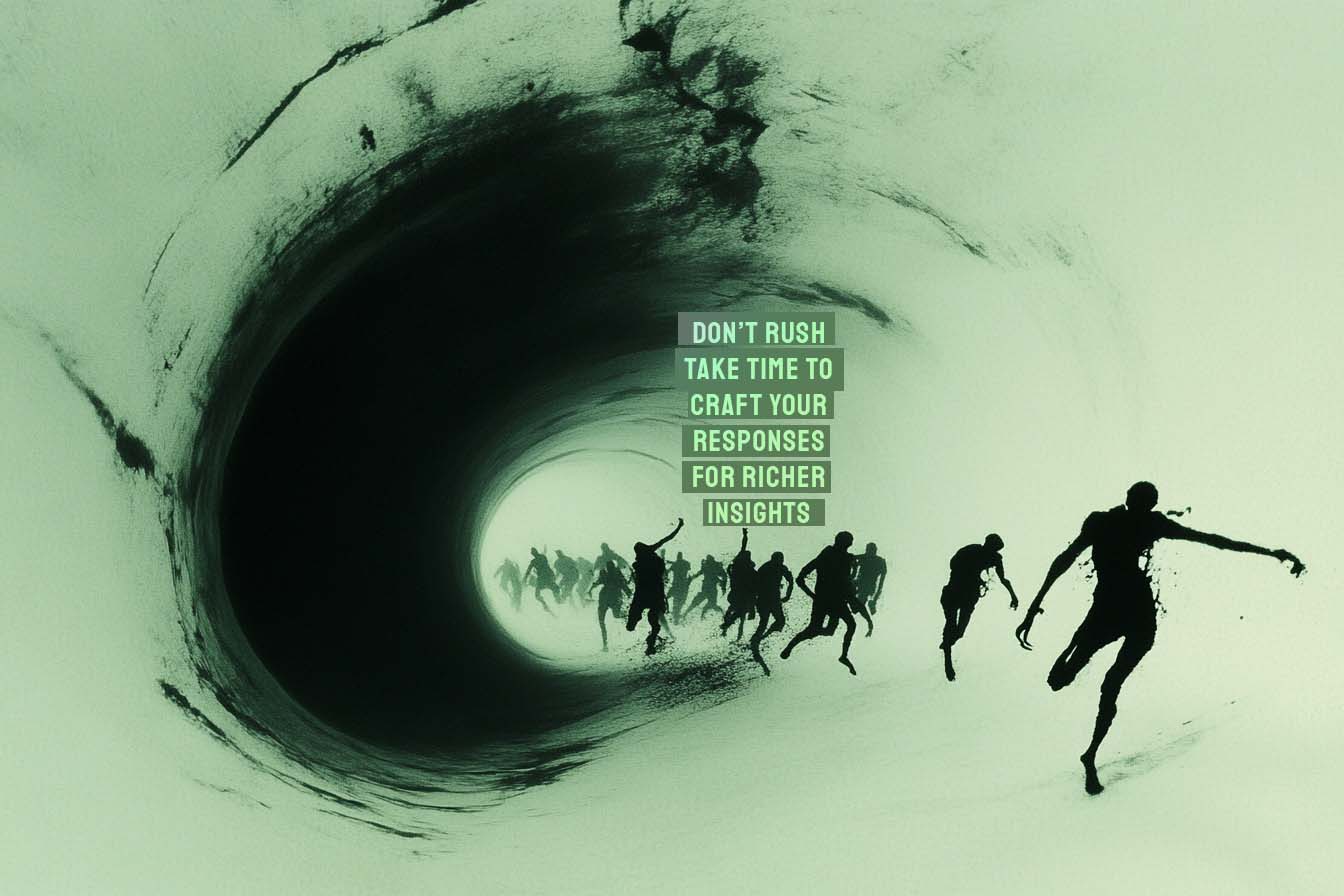 DON’T RUSH
TAKE TIME TO
CRAFT YOUR
RESPONSES
FOR RICHER
INSIGHTS